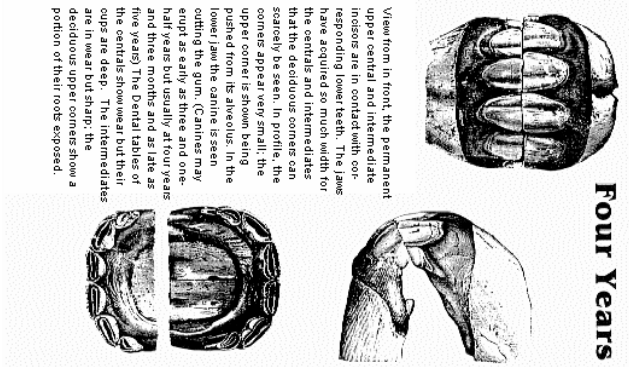 Four Years
View from in front, the permanent
upper central and intermediate
incisors are in contact with cor-
responding lower teeth. The jaws
have acquired so much width for
the centrals and intermediates
that the deciduous corners can
scarcely be seen. In profile, the
corners appear very small; the
upper corner is shown being
pushed from its alveolus. In the
lower jaw the canine is seen
cutting the gum. (Canines may
erupt as early as three and one-
half years but usually at four years
and three months and as late as
five years) The Dental tables of
the centrals show wear but their
cups are deep. The intermediates
are in wear but sharp; the
deciduous upper corners show a
portion of their roots exposed.